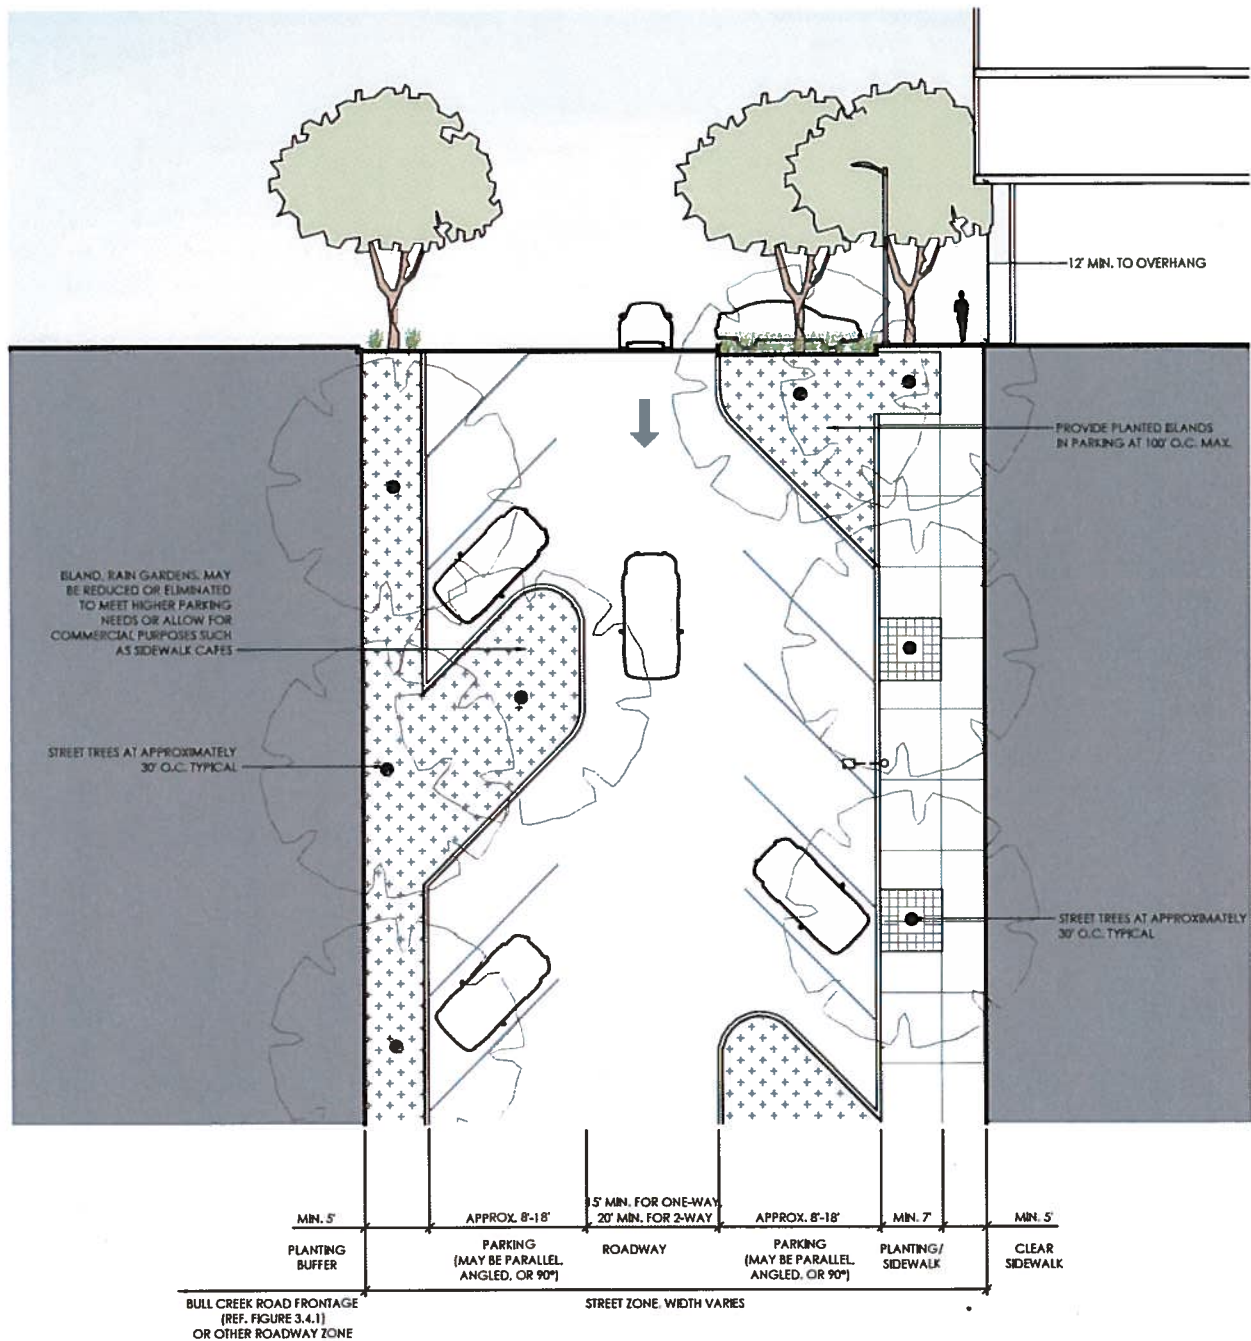 12' MIN. TO OVERHANG
PROVIDE PLANTED ISLANDS
IN PARKING AT 100' O.C. MAX.
ISLAND, RAIN GARDENS, MAY
BE REDUCED OR ELIMINATED
TO MEET HIGHER PARKING
NEEDS OR ALLOW FOR
COMMERCIAL PURPOSES SUCH
AS SIDEWALK CAFES
STREET TREES AT APPROXIMATELY
30' O.C. TYPICAL
STREET TREES AT APPROXIMATELY
30' O.C. TYPICAL
MIN. 5'
PLANTING
BUFFER
APPROX. 8'-18'
PARKING
(MAY BE PARALLEL,
ANGLED, OR 90°)
15' MIN. FOR ONE-WAY,
20' MIN. FOR 2-WAY
ROADWAY
APPROX. 8'-18'
PARKING
(MAY BE PARALLEL,
ANGLED, OR 90°)
MIN. 7'
PLANTING/
SIDEWALK
MIN. 5'
CLEAR
SIDEWALK
BULL CREEK ROAD FRONTAGE
(REF. FIGURE 3.4.1)
OR OTHER ROADWAY ZONE
STREET ZONE, WIDTH VARIES